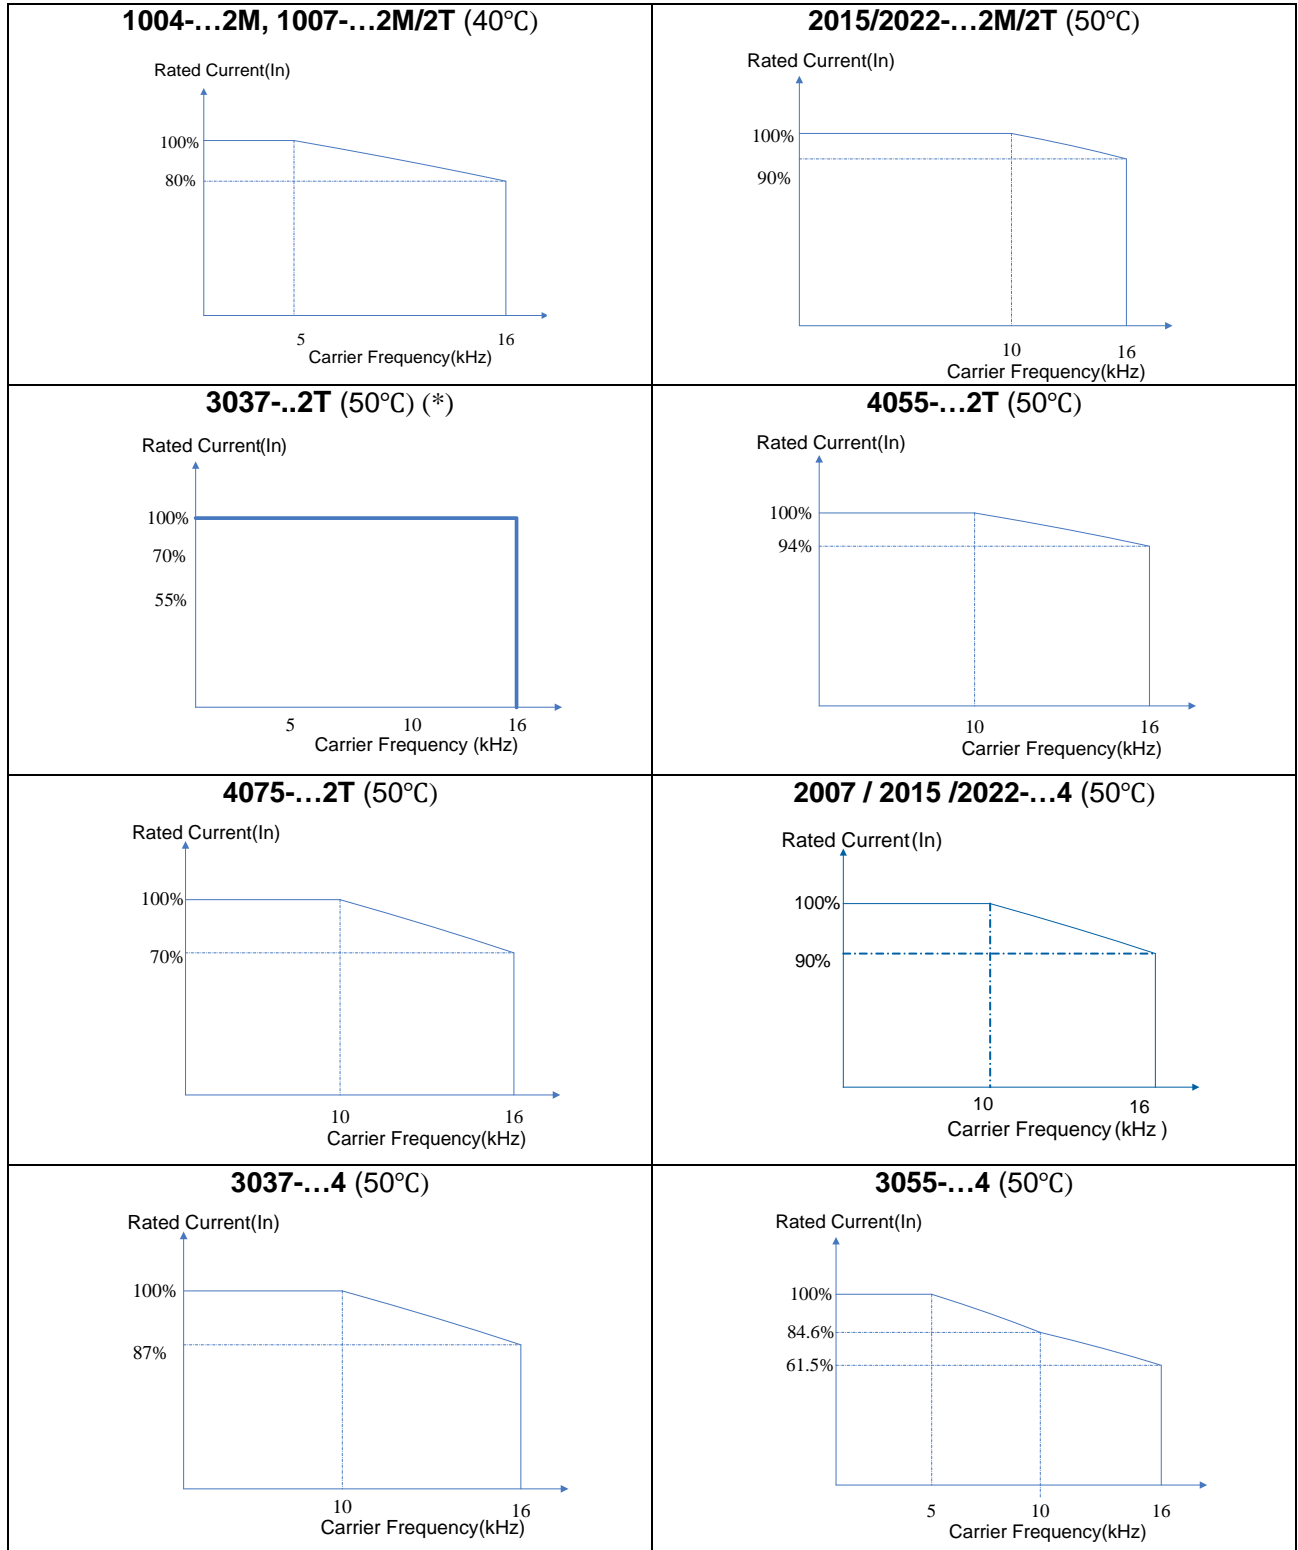 1004-…2M, 1007-…2M/2T (40℃)
Rated Current(In)
100%
80%
5
16
Carrier Frequency(kHz)
2015/2022-…2M/2T (50℃)
Rated Current(In)
100%
90%
10
16
Carrier Frequency(kHz)
3037-..2T (50℃) (*)
Rated Current(In)
100%
70%
55%
5
10
16
Carrier Frequency (kHz)
4055-…2T (50℃)
Rated Current(In)
100%
94%
10
16
Carrier Frequency(kHz)
4075-…2T (50℃)
Rated Current(In)
100%
70%
10
16
Carrier Frequency(kHz)
2007 / 2015 /2022-…4 (50℃)
Rated Current(In)
100%
90%
10
16
Carrier Frequency(kHz )
3037-…4 (50℃)
Rated Current(In)
100%
87%
10
16
Carrier Frequency(kHz)
3055-…4 (50℃)
Rated Current(In)
100%
84.6%
61.5%
5
10
16
Carrier Frequency(kHz)